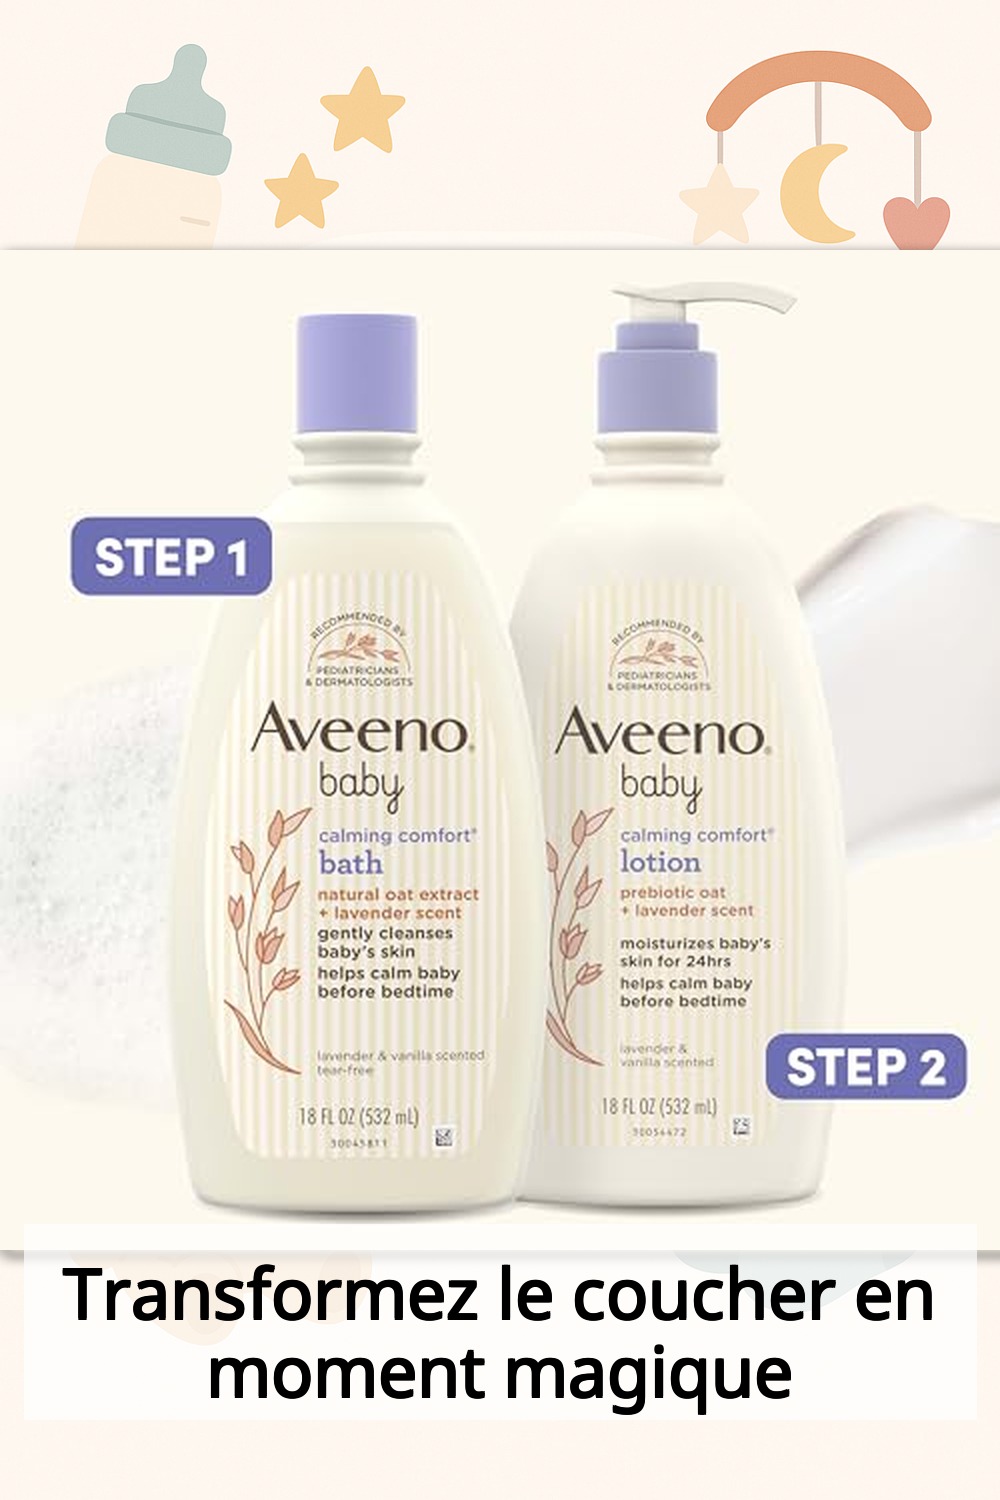 STEP 1
RECOMMENDED BY
PEDIATRICIANS
& DERMATOLOGISTS
Aveeno®
baby
calming comfort®
bath
natural oat extract
+ lavender scent
gently cleanses
baby's skin
helps calm baby
before bedtime
lavender & vanilla scented
tear-free
18 FL OZ (532 mL)
30045811
RECOMMENDED BY
PEDIATRICIANS
& DERMATOLOGISTS
Aveeno®
baby
calming comfort®
lotion
prebiotic oat
+ lavender scent
moisturizes baby's
skin for 24hrs
helps calm baby
before bedtime
lavender &
vanilla scented
18 FL OZ (532 mL)
STEP 2
Transformez le coucher en
moment magique